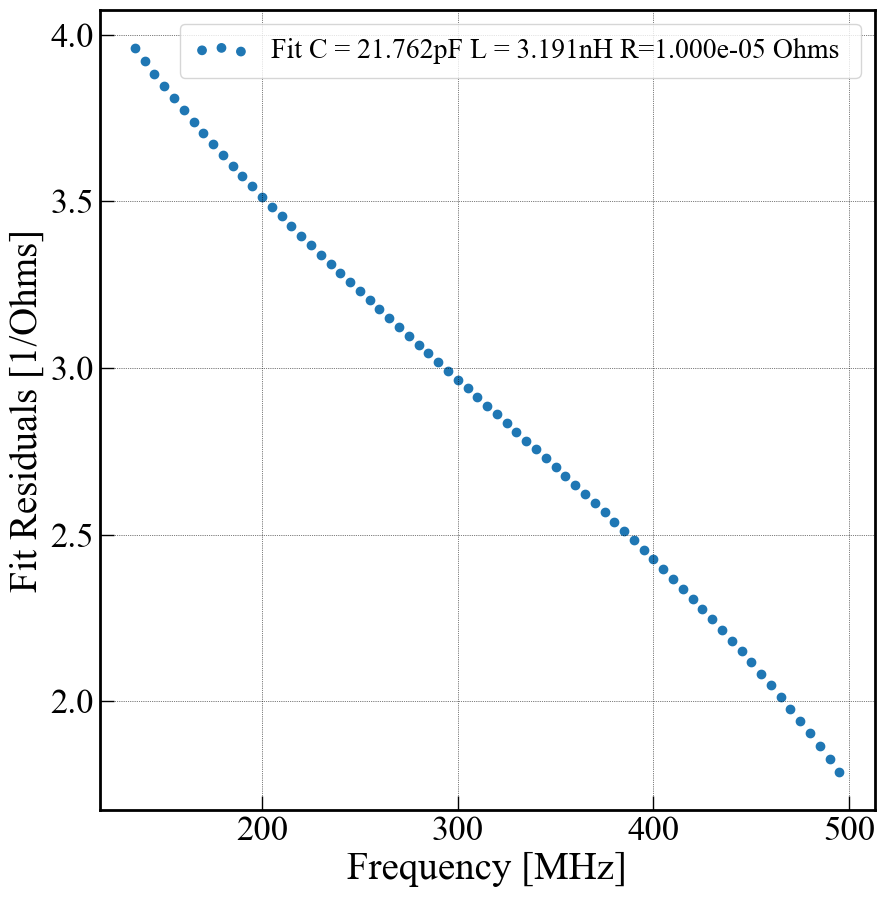 Fit C = 21.762pF L = 3.191nH R=1.000e-05 Ohms
4.0
3.5
3.0
2.5
2.0
Fit Residuals [1/Ohms]
200 300 400 500
Frequency [MHz]